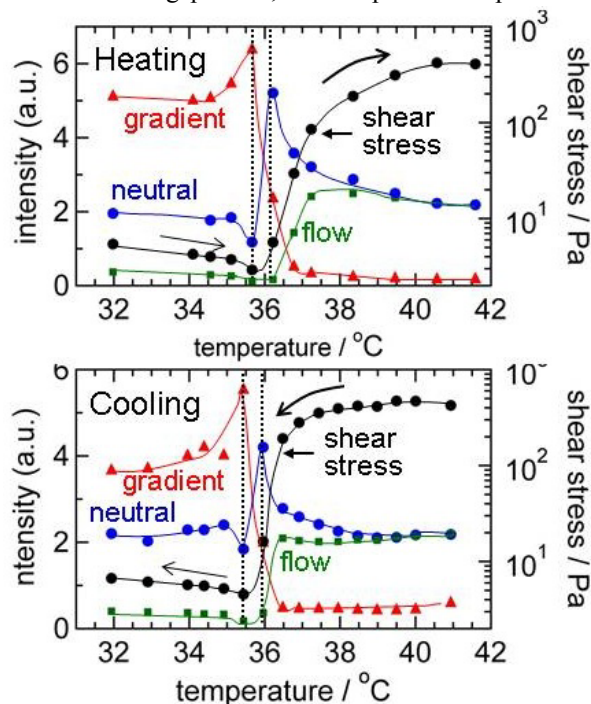 Heating
gradient
neutral
flow
shear
stress
intensity (a.u.)
6
4
2
0
shear stress / Pa
10³
10²
10¹
32 34 36 38 40 42
temperature / °C
Cooling
gradient
neutral
flow
shear
stress
ntensity (a.u.)
6
4
2
0
shear stress / Pa
10
10²
10¹
32 34 36 38 40 42
temperature / °C